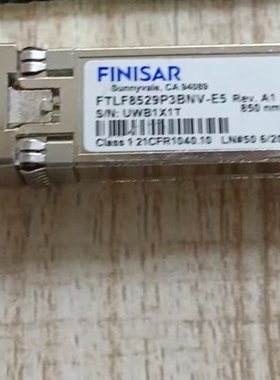 FINISAR
Sunnyvale, CA 94089
FTLF8529P3BNV-E5 Rev. A1
S/N: UWB1X1T 850 nm
Class 1 21CFR1040.10 LN#50 6/20